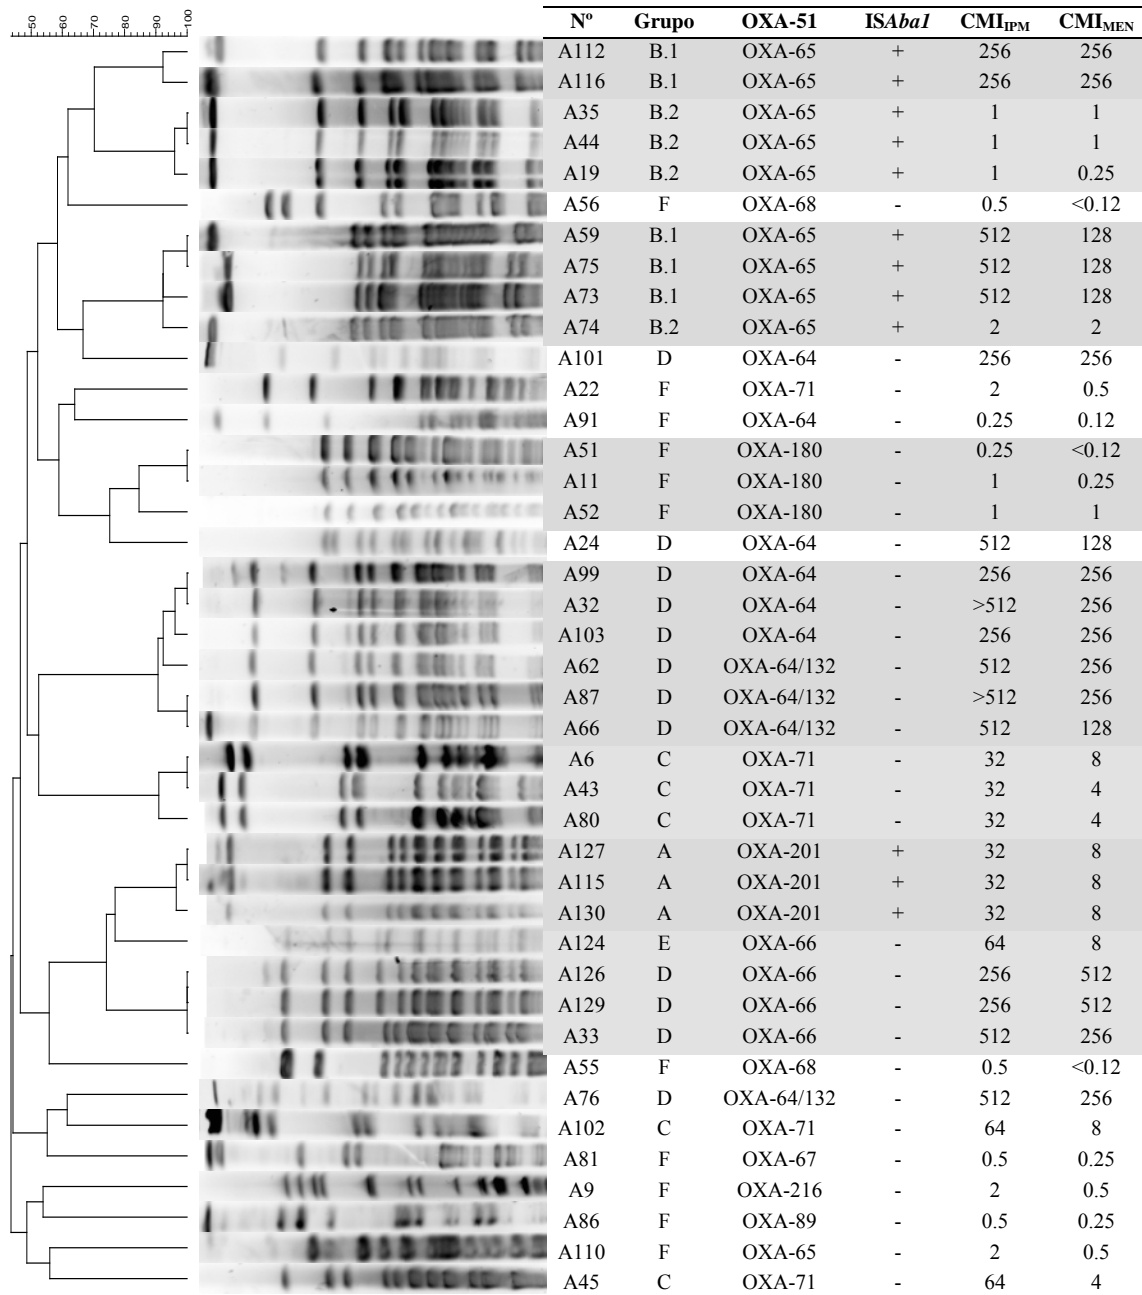 50 60 70 80 90 100
Nº Grupo OXA-51 ISAba1 CMI_IPM CMI_MEN
A112 B.1 OXA-65 + 256 256
A116 B.1 OXA-65 + 256 256
A35 B.2 OXA-65 + 1 1
A44 B.2 OXA-65 + 1 1
A19 B.2 OXA-65 + 1 0.25
A56 F OXA-68 - 0.5 <0.12
A59 B.1 OXA-65 + 512 128
A75 B.1 OXA-65 + 512 128
A73 B.1 OXA-65 + 512 128
A74 B.2 OXA-65 + 2 2
A101 D OXA-64 - 256 256
A22 F OXA-71 - 2 0.5
A91 F OXA-64 - 0.25 0.12
A51 F OXA-180 - 0.25 <0.12
A11 F OXA-180 - 1 0.25
A52 F OXA-180 - 1 1
A24 D OXA-64 - 512 128
A99 D OXA-64 - 256 256
A32 D OXA-64 - >512 256
A103 D OXA-64 - 256 256
A62 D OXA-64/132 - 512 256
A87 D OXA-64/132 - >512 256
A66 D OXA-64/132 - 512 128
A6 C OXA-71 - 32 8
A43 C OXA-71 - 32 4
A80 C OXA-71 - 32 4
A127 A OXA-201 + 32 8
A115 A OXA-201 + 32 8
A130 A OXA-201 + 32 8
A124 E OXA-66 - 64 8
A126 D OXA-66 - 256 512
A129 D OXA-66 - 256 512
A33 D OXA-66 - 512 256
A55 F OXA-68 - 0.5 <0.12
A76 D OXA-64/132 - 512 256
A102 C OXA-71 - 64 8
A81 F OXA-67 - 0.5 0.25
A9 F OXA-216 - 2 0.5
A86 F OXA-89 - 0.5 0.25
A110 F OXA-65 - 2 0.5
A45 C OXA-71 - 64 4